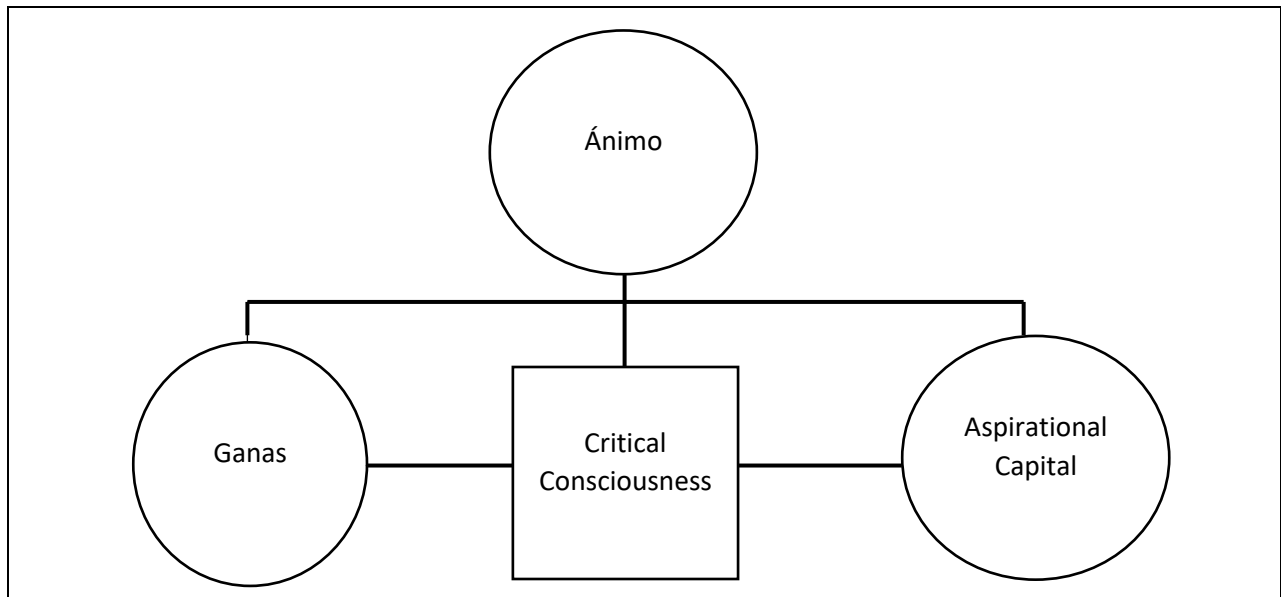 Ánimo
Ganas
Critical
Consciousness
Aspirational
Capital